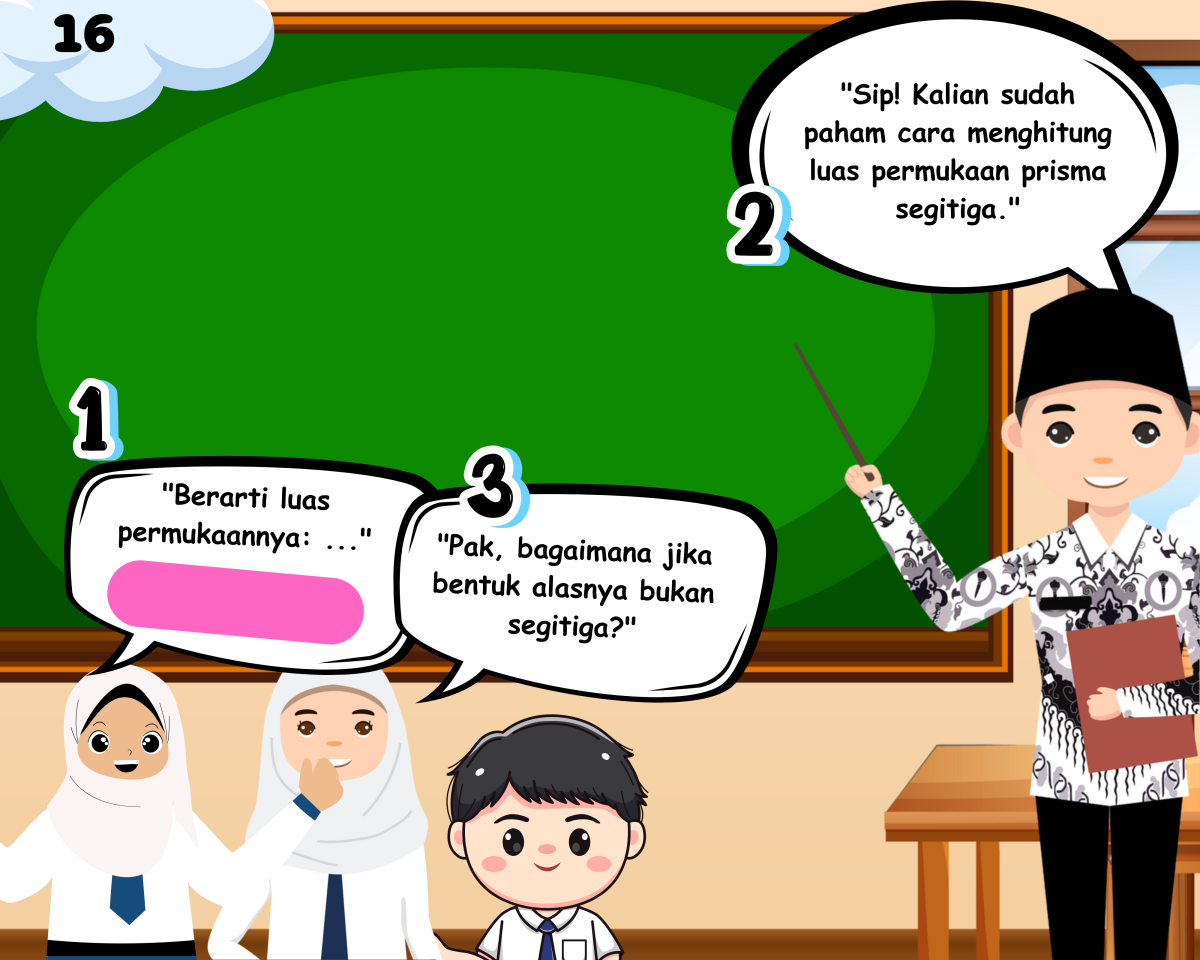 16
1
"Berarti luas
permukaannya: ..."
2
"Sip! Kalian sudah
paham cara menghitung
luas permukaan prisma
segitiga."
3
"Pak, bagaimana jika
bentuk alasnya bukan
segitiga?"